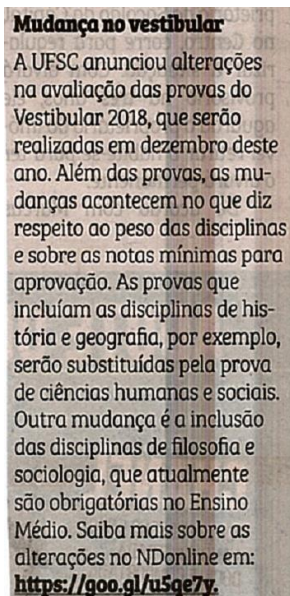 Mudança no vestibular
A UFSC anunciou alterações
na avaliação das provas do
Vestibular 2018, que serão
realizadas em dezembro deste
ano. Além das provas, as mu-
danças acontecem no que diz
respeito ao peso das disciplinas
e sobre as notas mínimas para
aprovação. As provas que
incluíam as disciplinas de his-
tória e geografia, por exemplo,
serão substituídas pela prova
de ciências humanas e sociais.
Outra mudança é a inclusão
das disciplinas de filosofia e
sociologia, que atualmente
são obrigatórias no Ensino
Médio. Saiba mais sobre as
alterações no NDonline em:
https://goo.gl/u5qe7y.